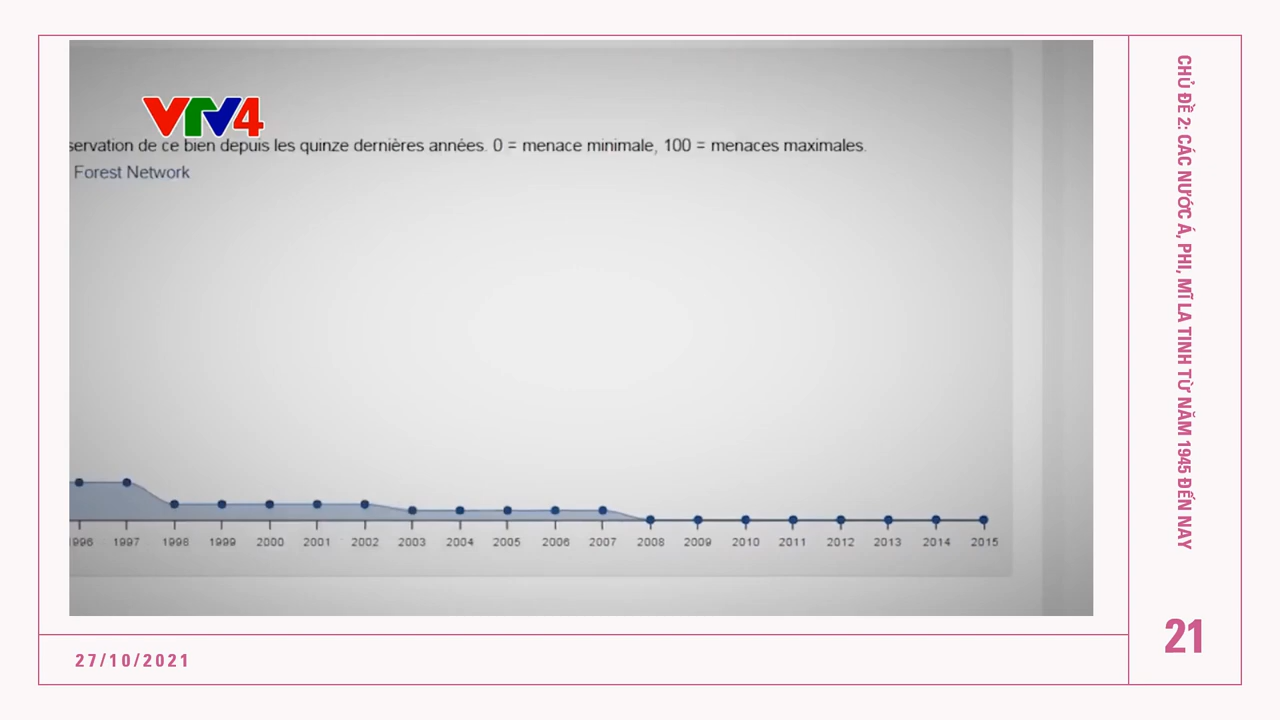 VTV4
servation de ce bien depuis les quinze dernières années. 0 = menace minimale, 100 = menaces maximales.
Forest Network
1996 1997 1998 1999 2000 2001 2002 2003 2004 2005 2006 2007 2008 2009 2010 2011 2012 2013 2014 2015
CHỦ ĐỀ 2: CÁC NƯỚC Á, PHI, MĨ LA TINH TỪ NĂM 1945 ĐẾN NAY
27/10/2021
21